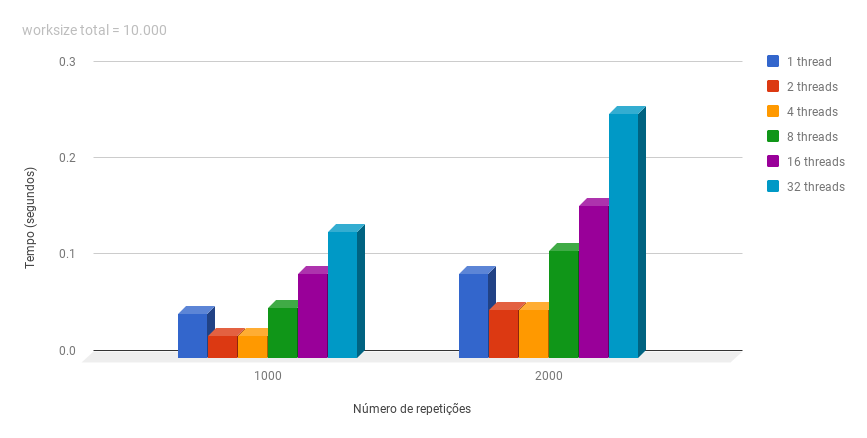 worksize total = 10.000
0.3
0.2
0.1
0.0
Tempo (segundos)
1000
2000
Número de repetições
1 thread
2 threads
4 threads
8 threads
16 threads
32 threads